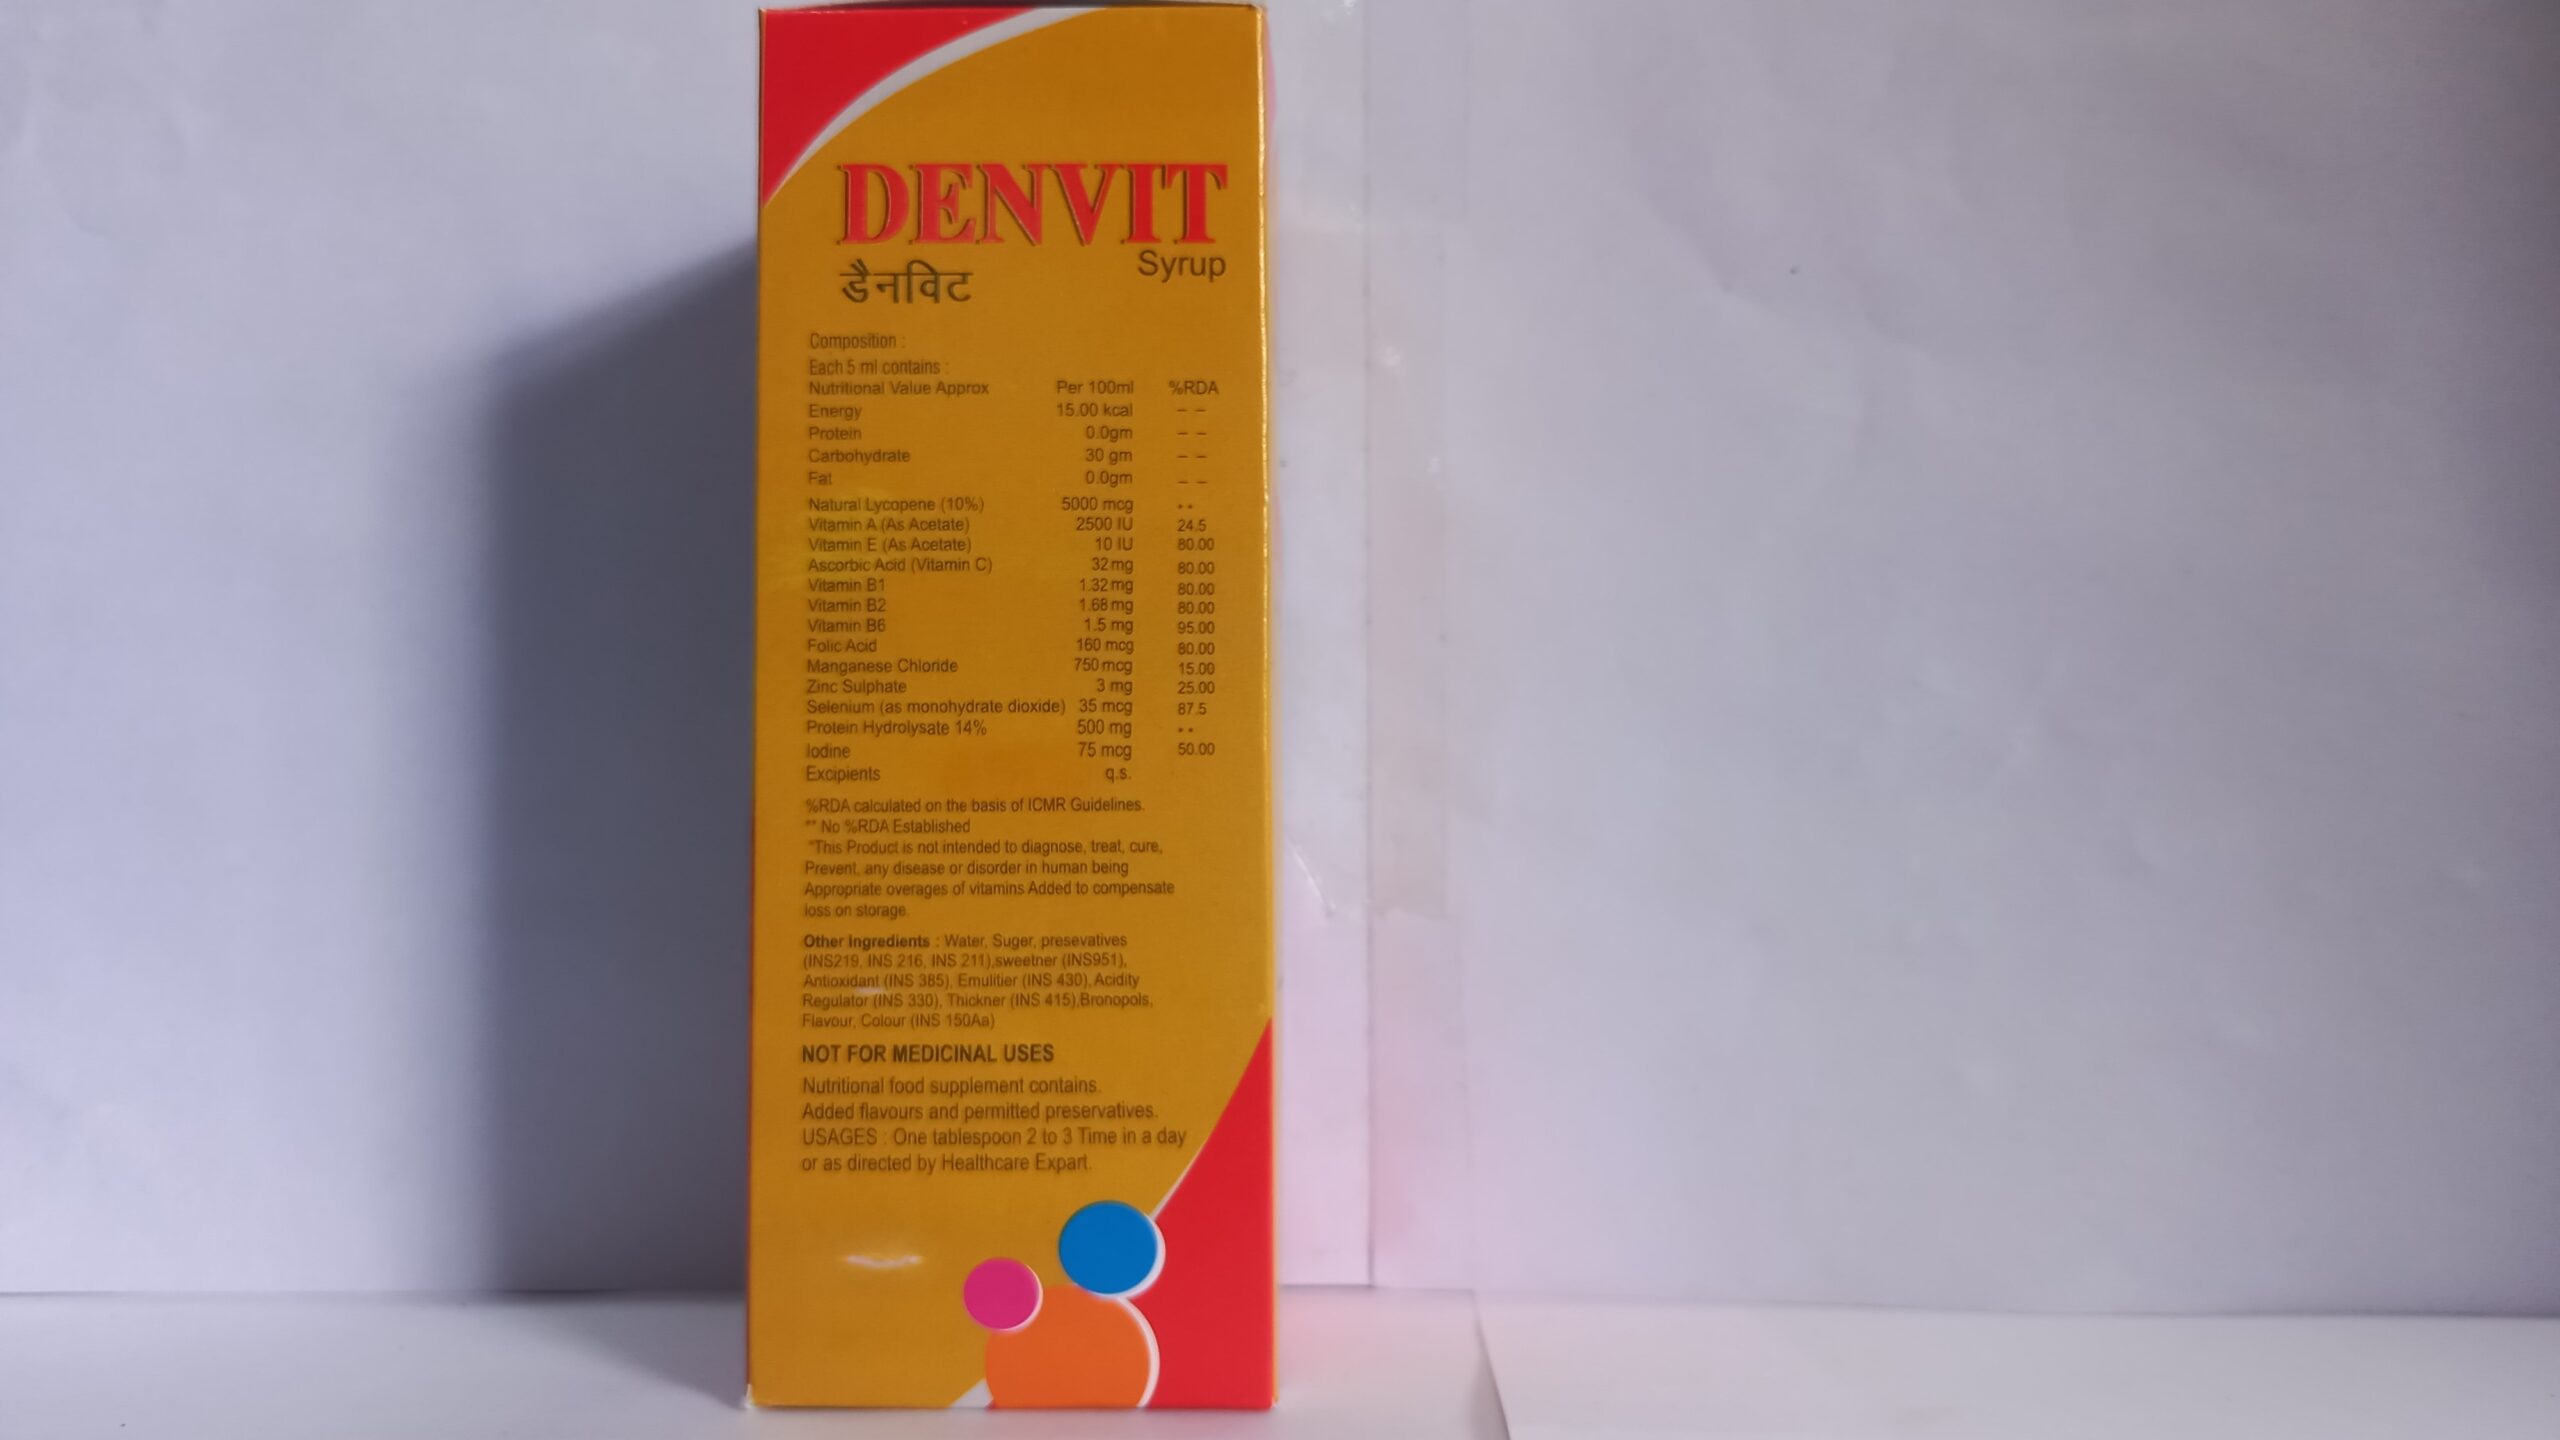 DENVIT
Syrup
डैनविट
Composition :
Each 5 ml contains :
Nutritional Value Approx Per 100ml %RDA
Energy 15.00 kcal – –
Protein 0.0gm – –
Carbohydrate 30 gm – –
Fat 0.0gm – –
Natural Lycopene (10%) 5000 mcg **
Vitamin A (As Acetate) 2500 IU 24.5
Vitamin E (As Acetate) 10 IU 80.00
Ascorbic Acid (Vitamin C) 32 mg 80.00
Vitamin B1 1.32 mg 80.00
Vitamin B2 1.68 mg 80.00
Vitamin B6 1.5 mg 95.00
Folic Acid 160 mcg 80.00
Manganese Chloride 750 mcg 15.00
Zinc Sulphate 3 mg 25.00
Selenium (as monohydrate dioxide) 35 mcg 87.5
Protein Hydrolysate 14% 500 mg **
Iodine 75 mcg 50.00
Excipients q.s.
%RDA calculated on the basis of ICMR Guidelines.
** No %RDA Established
"This Product is not intended to diagnose, treat, cure,
Prevent, any disease or disorder in human being
Appropriate overages of vitamins Added to compensate
loss on storage.
Other Ingredients : Water, Suger, presevatives
(INS219, INS 216, INS 211),sweetner (INS951),
Antioxidant (INS 385), Emulitier (INS 430), Acidity
Regulator (INS 330), Thickner (INS 415),Bronopols,
Flavour, Colour (INS 150Aa)
NOT FOR MEDICINAL USES
Nutritional food supplement contains.
Added flavours and permitted preservatives.
USAGES : One tablespoon 2 to 3 Time in a day
or as directed by Healthcare Expart.